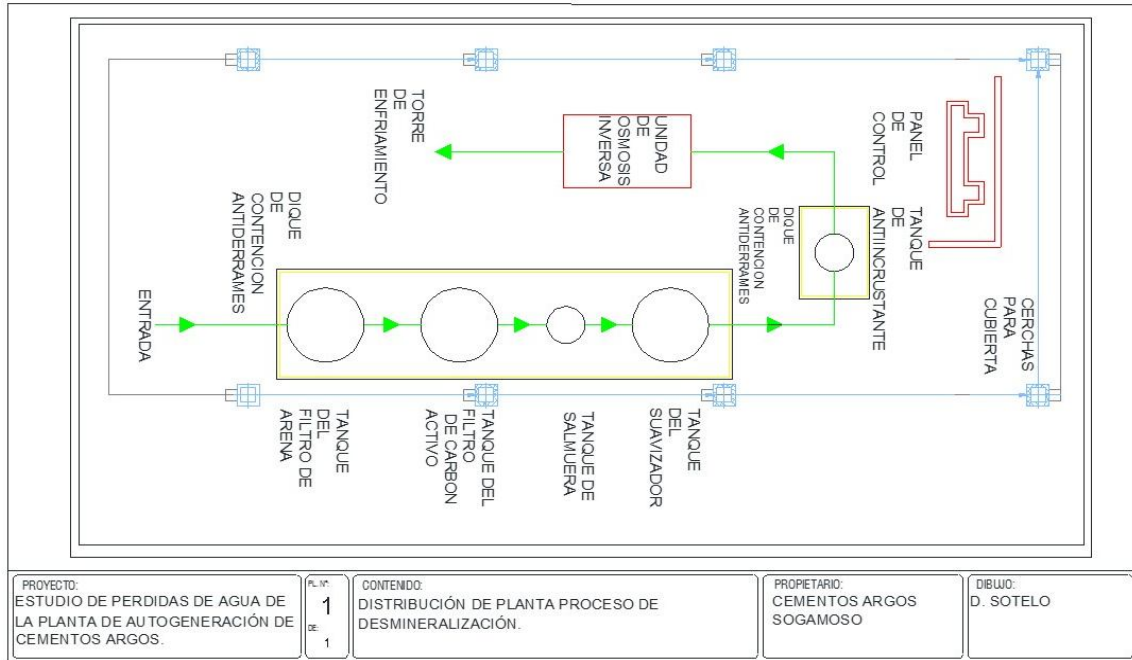 TORRE
DE
ENFRIAMIENTO
UNIDAD
DE
OSMOSIS
INVERSA
PANEL
DE
CONTROL
DIQUE
DE
CONTENCION
ANTIDERRAMES
DIQUE
DE
CONTENCION
ANTIDERRAMES
TANQUE
DE
ANTIINCRUSTANTE
CERCHAS
PARA
CUBIERTA
ENTRADA
TANQUE
DEL
FILTRO DE
ARENA
TANQUE DEL
FILTRO
DE CARBON
ACTIVO
TANQUE DE
SALMUERA
TANQUE
DEL
SUAVIZADOR
PROYECTO:
ESTUDIO DE PERDIDAS DE AGUA DE
LA PLANTA DE AUTOGENERACIÓN DE
CEMENTOS ARGOS.
PL. Nº:
1
DE:
1
CONTENIDO:
DISTRIBUCIÓN DE PLANTA PROCESO DE
DESMINERALIZACIÓN.
PROPIETARIO:
CEMENTOS ARGOS
SOGAMOSO
DIBUJO:
D. SOTELO